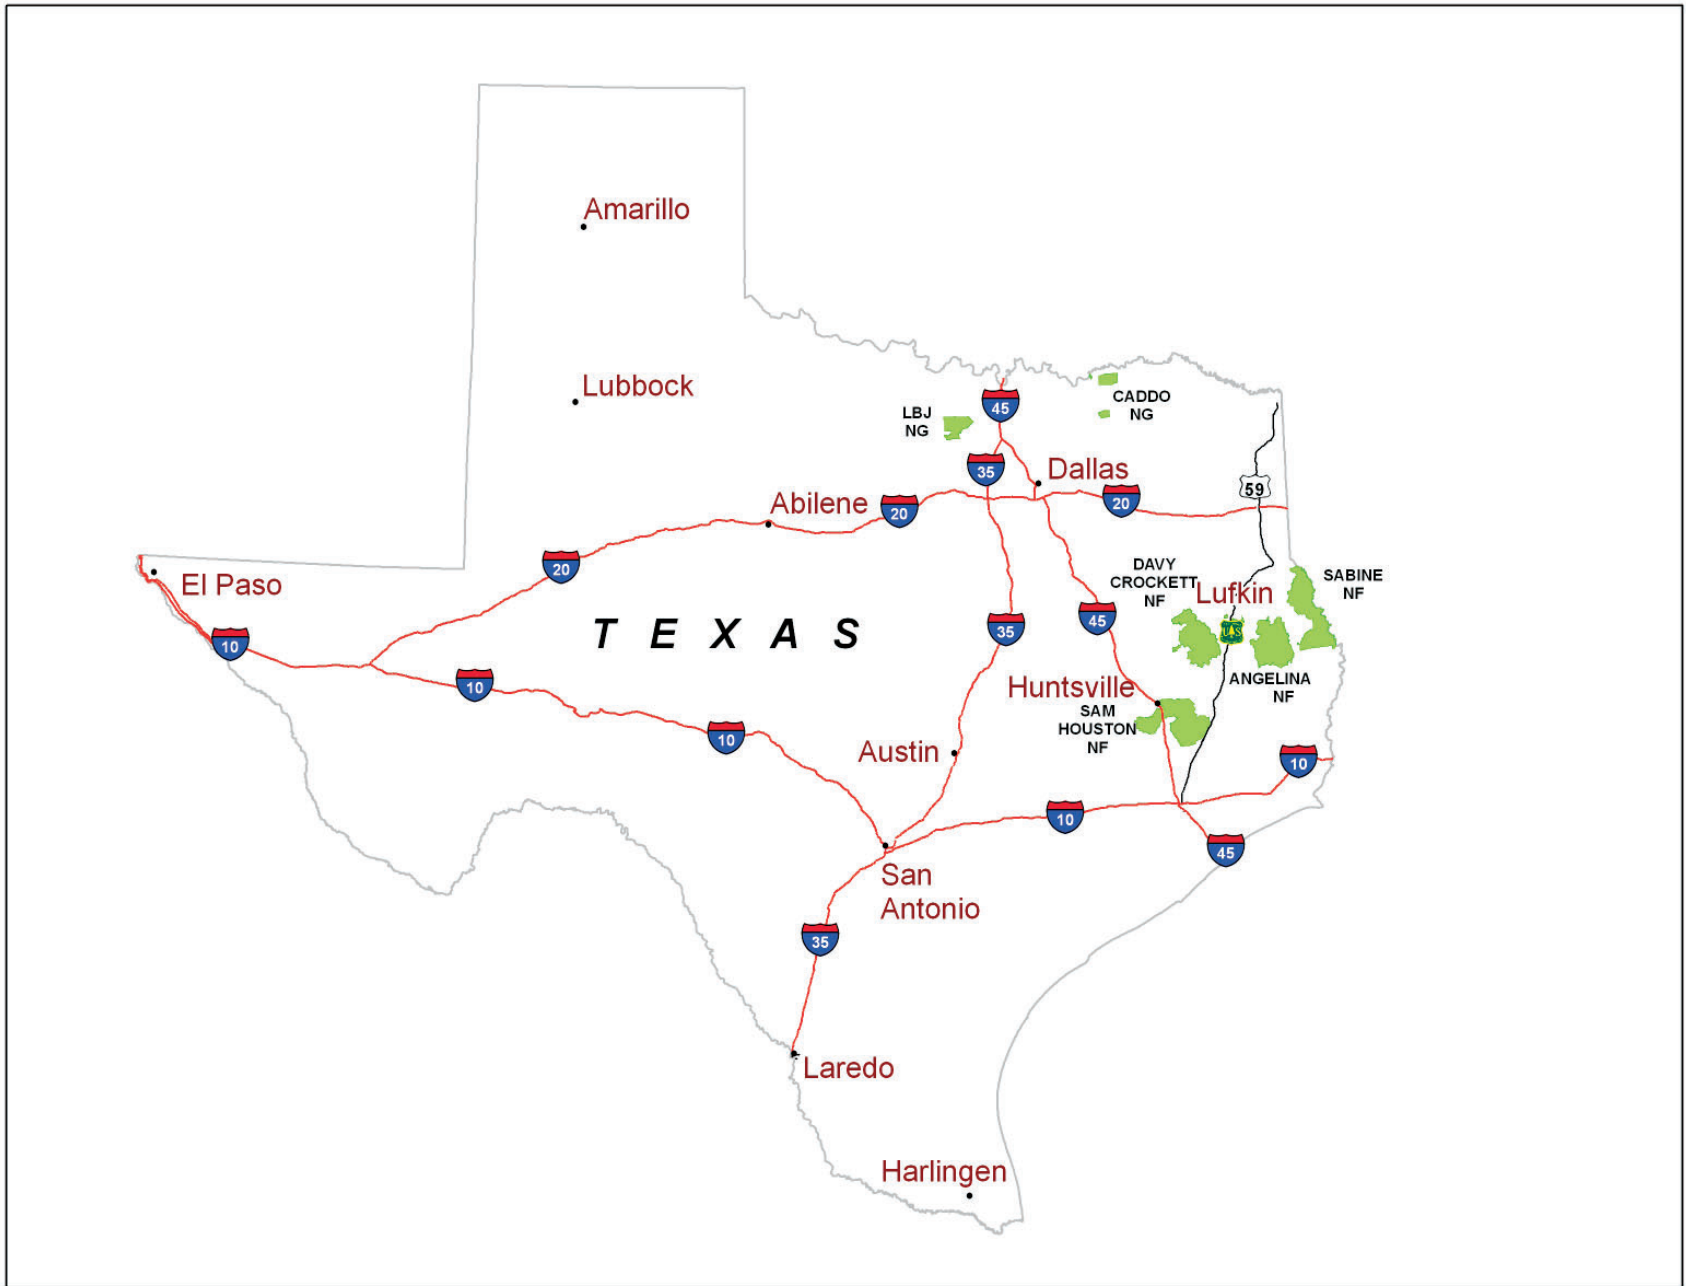 Amarillo
Lubbock
LBJ
NG
45
CADDO
NG
35
Dallas
59
20
Abilene
20
20
El Paso
DAVY
CROCKETT
NF
Lufkin
SABINE
NF
10
TEXAS
35
45
US
10
Huntsville
ANGELINA
NF
SAM
HOUSTON
NF
10
Austin
10
10
45
San
Antonio
35
Laredo
Harlingen